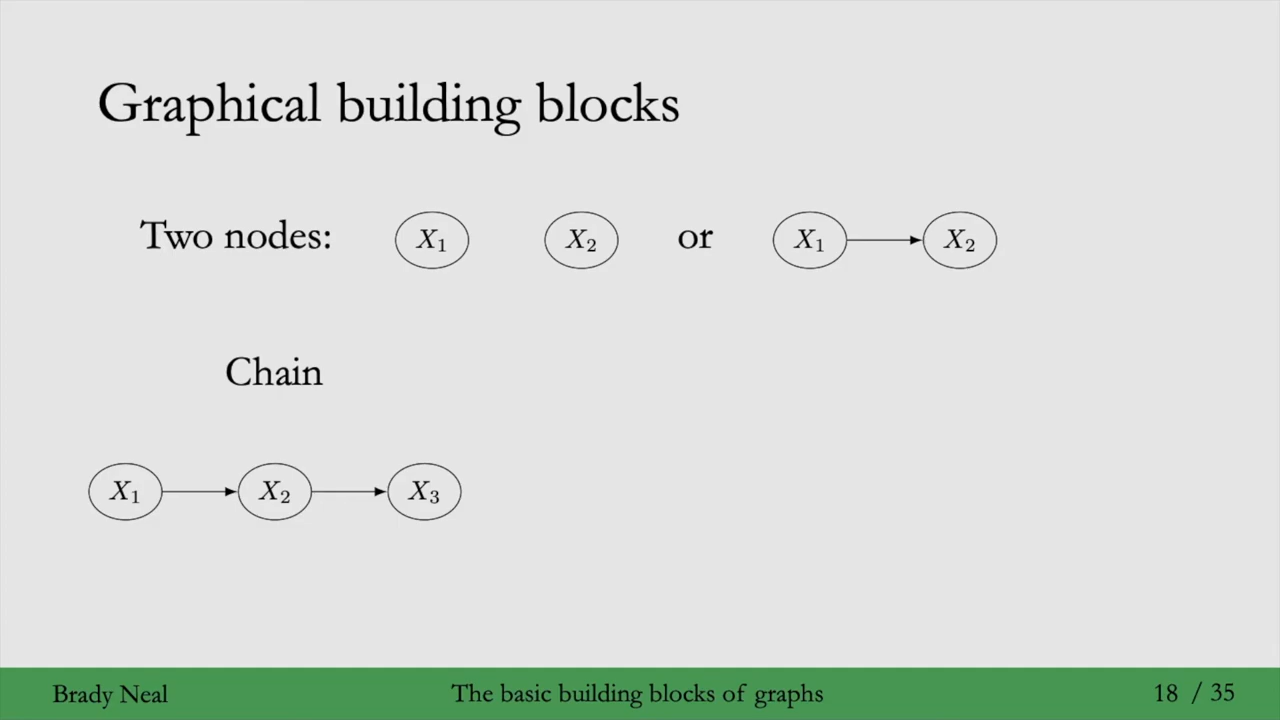 Graphical building blocks
Two nodes: X₁ X₂ or X₁ X₂
Chain
X₁ X₂ X₃
Brady Neal The basic building blocks of graphs 18 / 35